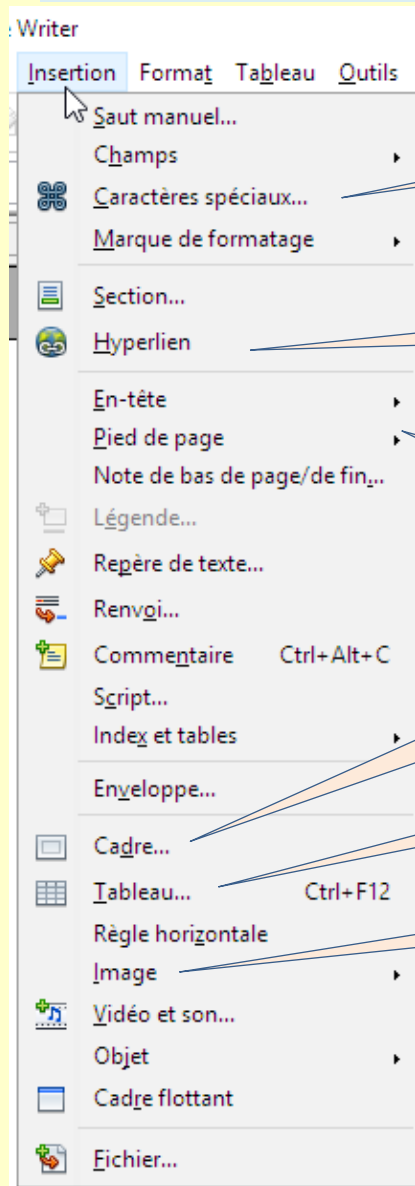 Writer
Insertion Format Tableau Outils
Saut manuel...
Champs
Caractères spéciaux...
Marque de formatage
Section...
Hyperlien
En-tête
Pied de page
Note de bas de page/de fin...
Légende...
Repère de texte...
Renvoi...
Commentaire Ctrl+Alt+C
Script...
Index et tables
Enveloppe...
Cadre...
Tableau... Ctrl+F12
Règle horizontale
Image
Vidéo et son...
Objet
Cadre flottant
Fichier...